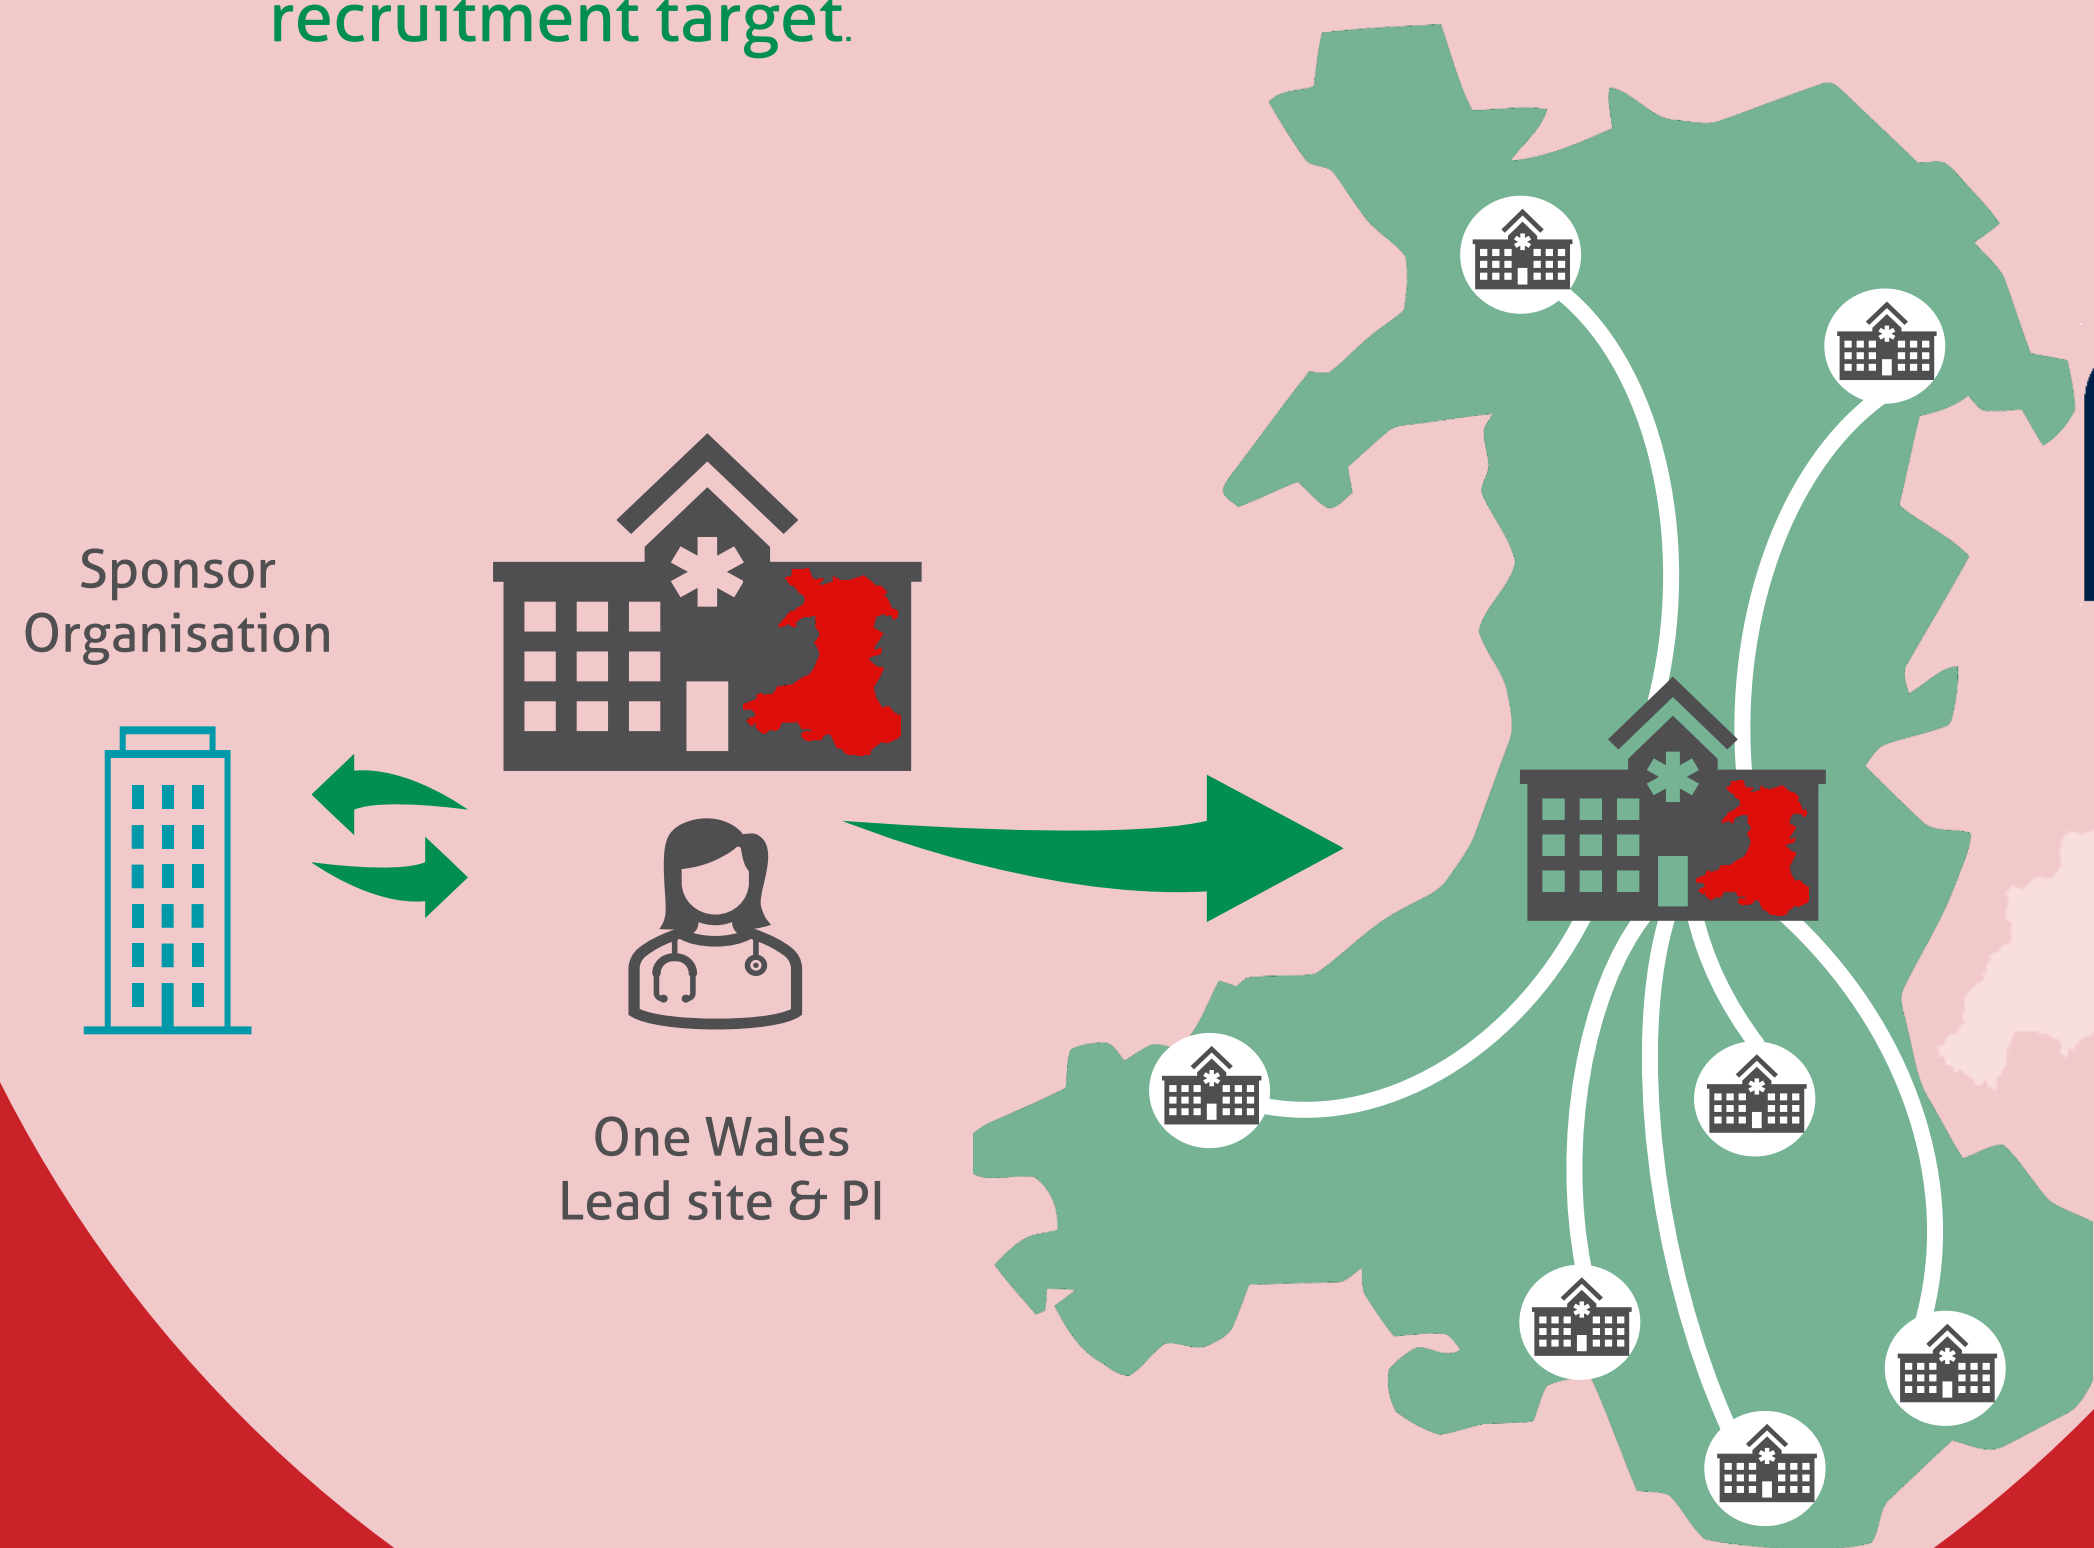 recruitment target.
Sponsor
Organisation
One Wales
Lead site & PI